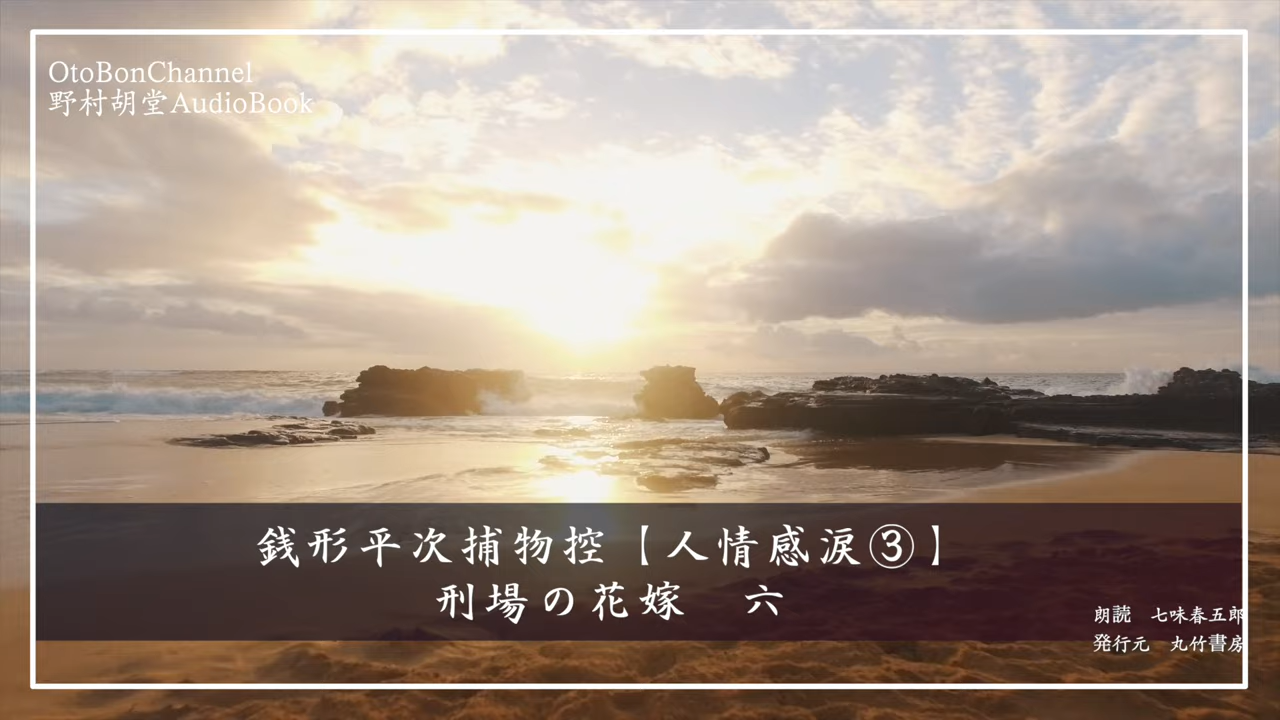 OtoBonChannel
野村胡堂AudioBook
銭形平次捕物控【人情感涙③】
刑場の花嫁　六
朗読　七味春五郎
発行元　丸竹書房